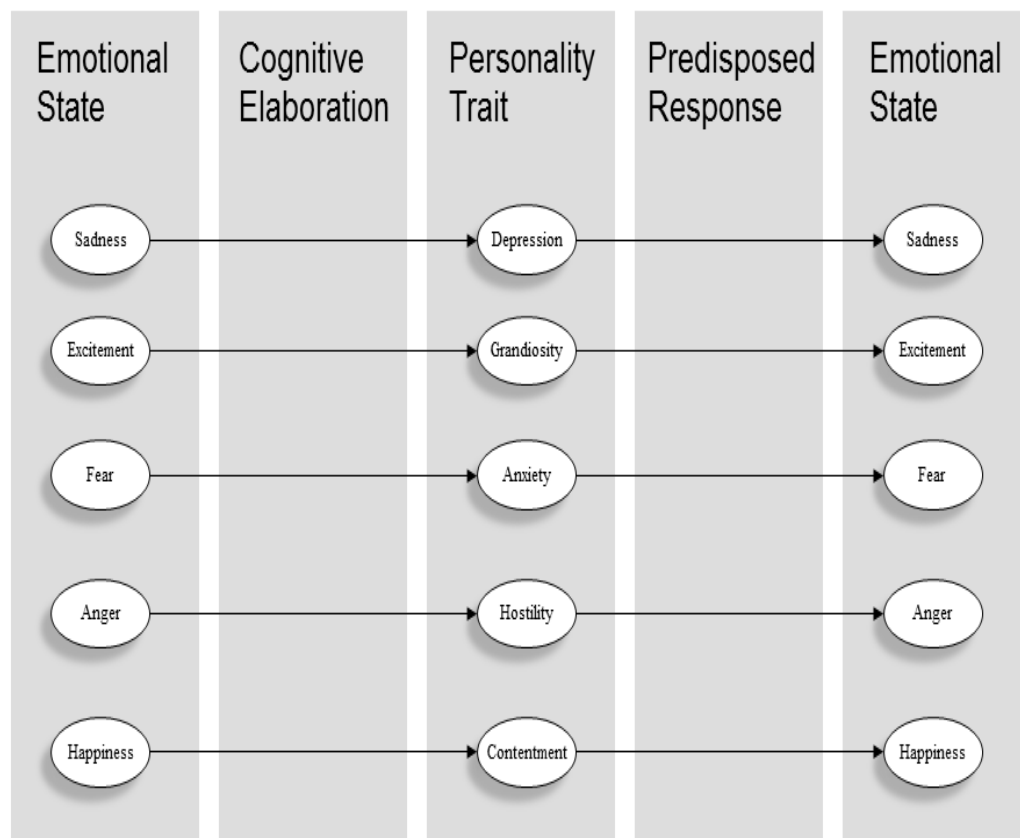 Emotional
State
Cognitive
Elaboration
Personality
Trait
Predisposed
Response
Emotional
State
Sadness
Depression
Sadness
Excitement
Grandiosity
Excitement
Fear
Anxiety
Fear
Anger
Hostility
Anger
Happiness
Contentment
Happiness